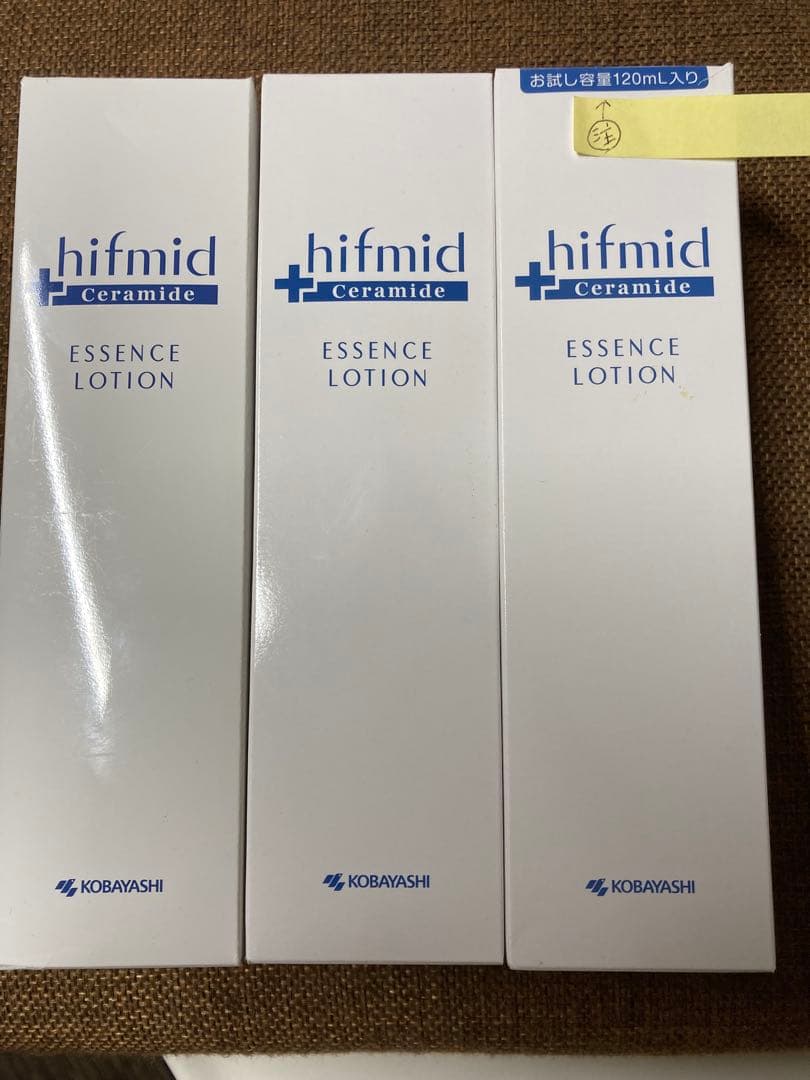 hifmid
Ceramide
ESSENCE
LOTION
KOBAYASHI
hifmid
Ceramide
ESSENCE
LOTION
KOBAYASHI
お試し容量120mL入り
↑
注
hifmid
Ceramide
ESSENCE
LOTION
KOBAYASHI